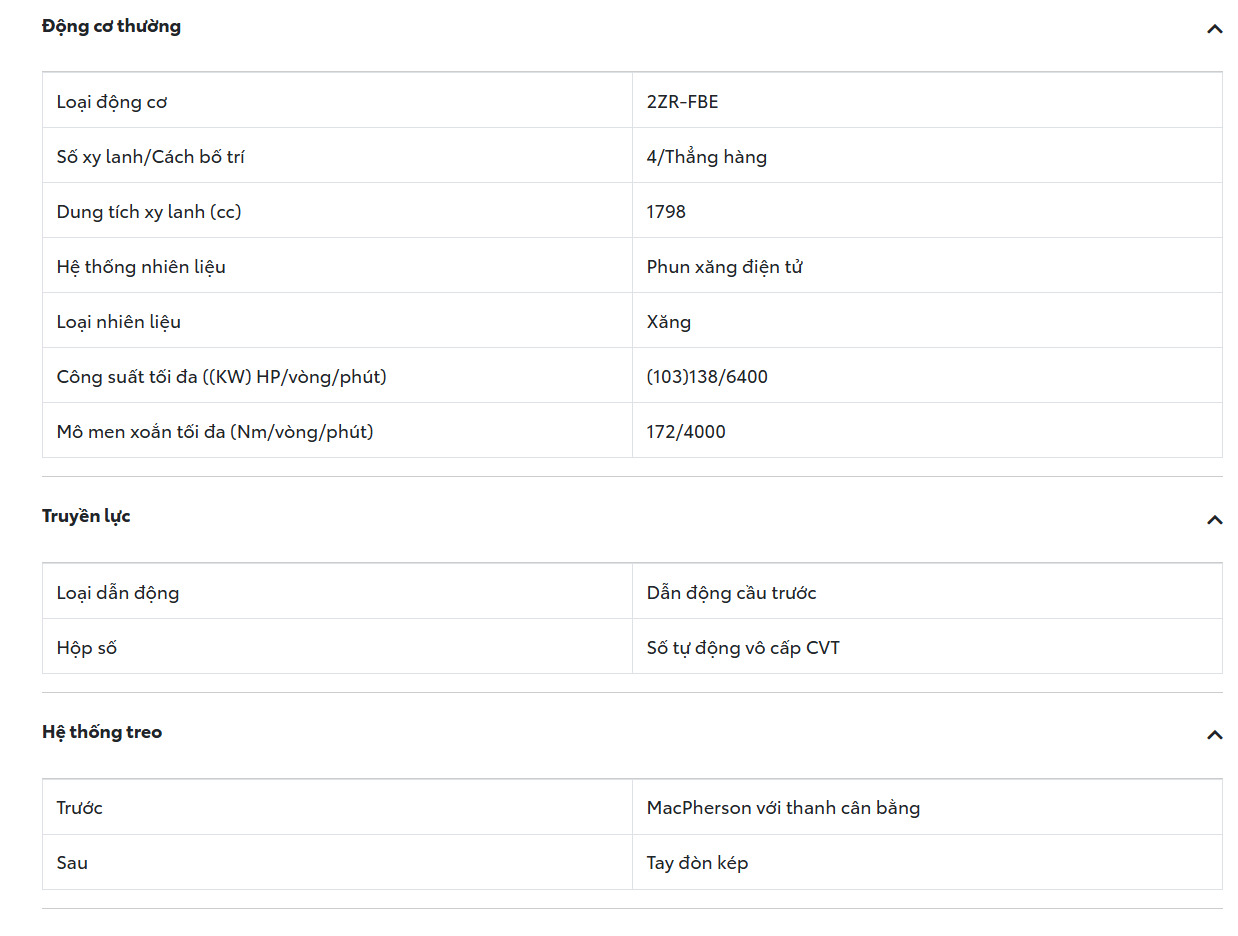 Động cơ thường
Loại động cơ
2ZR-FBE
Số xy lanh/Cách bố trí
4/Thẳng hàng
Dung tích xy lanh (cc)
1798
Hệ thống nhiên liệu
Phun xăng điện tử
Loại nhiên liệu
Xăng
Công suất tối đa ((KW) HP/vòng/phút)
(103)138/6400
Mô men xoắn tối đa (Nm/vòng/phút)
172/4000
Truyền lực
Loại dẫn động
Dẫn động cầu trước
Hộp số
Số tự động vô cấp CVT
Hệ thống treo
Trước
MacPherson với thanh cân bằng
Sau
Tay đòn kép